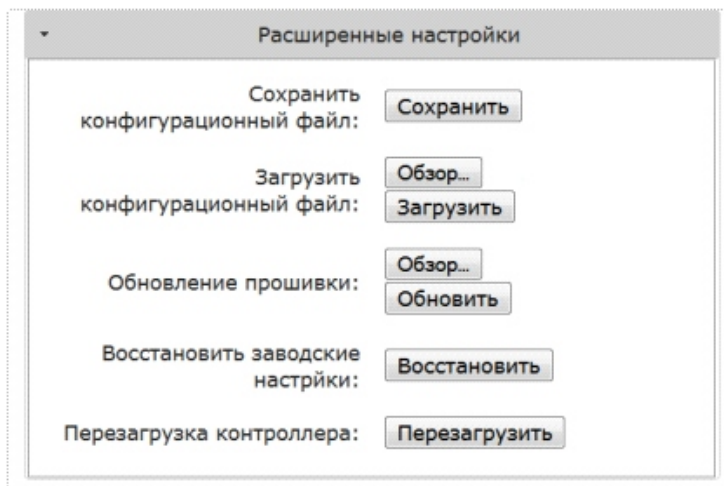 Расширенные настройки
Сохранить
конфигурационный файл:
Сохранить
Загрузить
конфигурационный файл:
Обзор...
Загрузить
Обновление прошивки:
Обзор...
Обновить
Восстановить заводские
настрйки:
Восстановить
Перезагрузка контроллера:
Перезагрузить